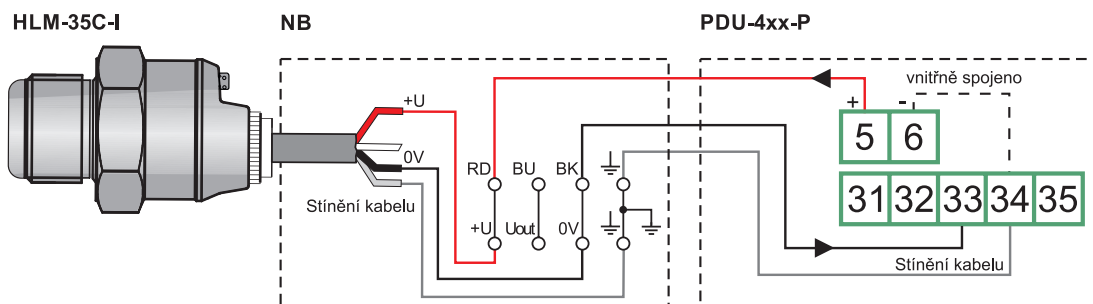 HLM-35C-I
NB
PDU-4xx-P
vnitřně spojeno
+ -
5 6
+U
0V
RD BU BK
31 32 33 34 35
Stínění kabelu
+U Uout 0V
Stínění kabelu